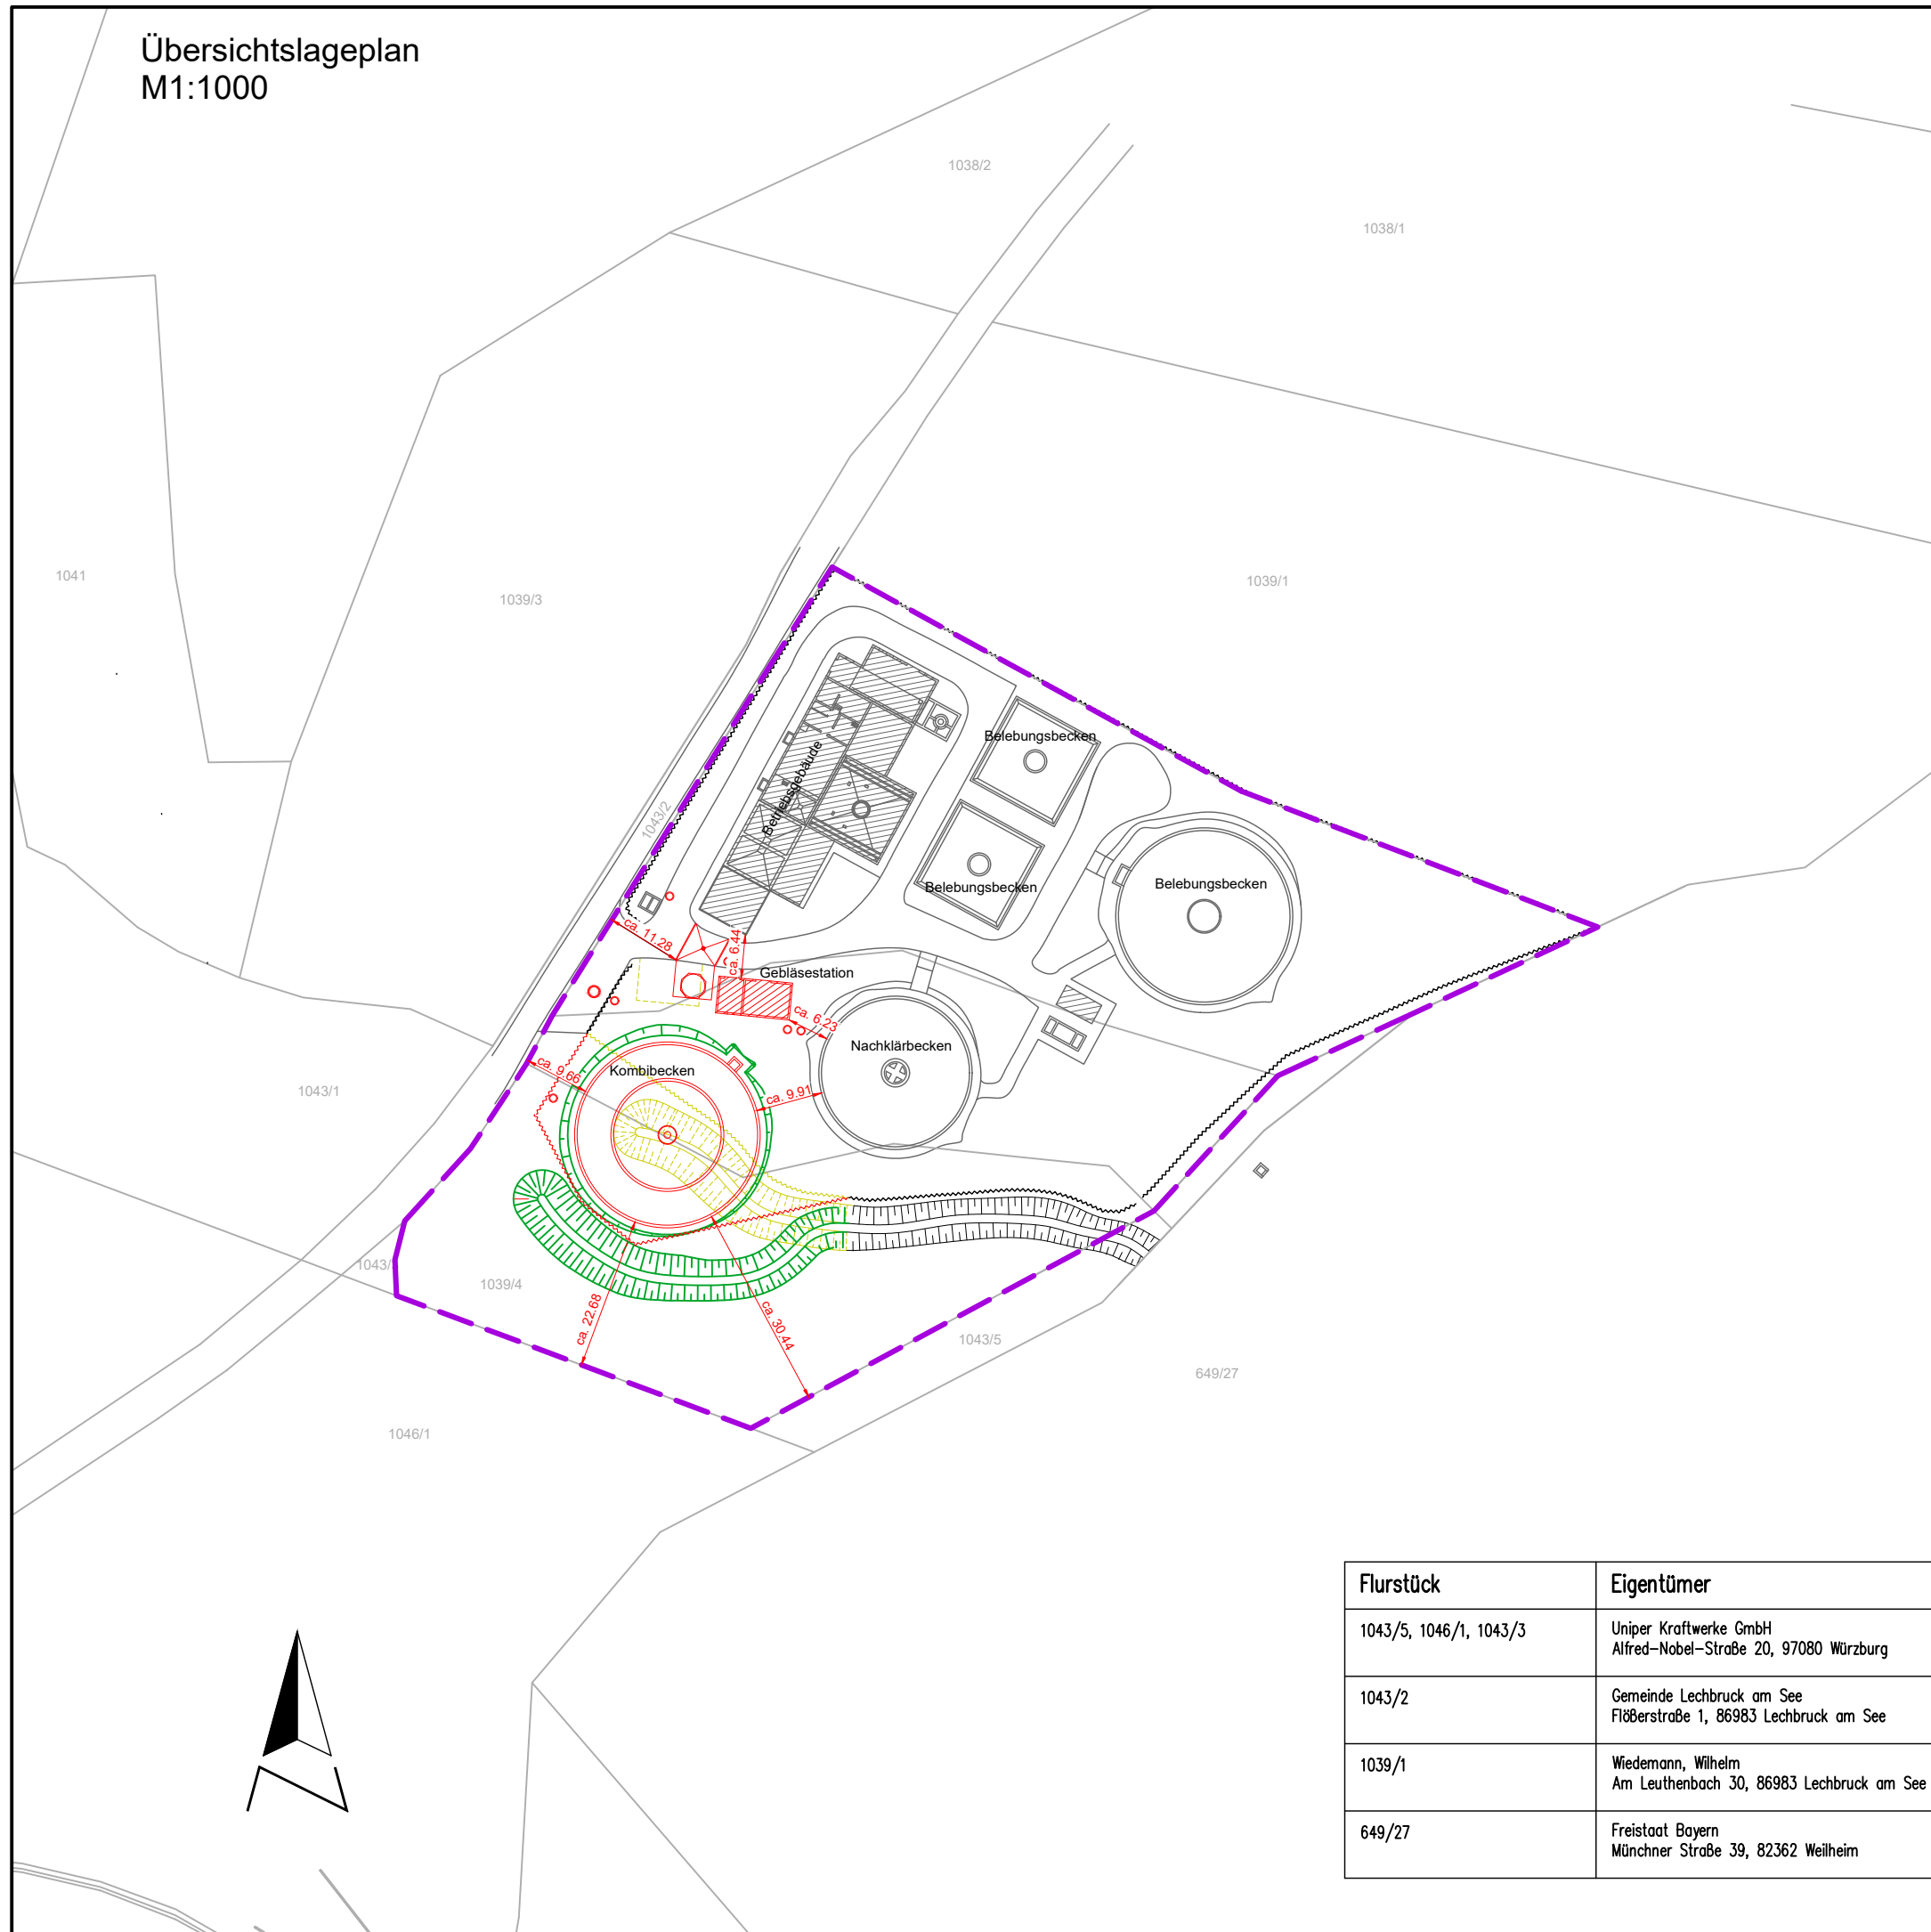 Übersichtslageplan
M1:1000
1038/2
1038/1
1041
1039/3
1039/1
1043/2
Betriebsgebäude
Belebungsbecken
Belebungsbecken
Belebungsbecken
ca. 11.28
ca. 6.44
Gebläsestation
ca. 6.23
Nachklärbecken
ca. 9.66
Kombibecken
ca. 9.91
1043/1
1043/
1039/4
ca. 22.68
ca. 30.44
1043/5
649/27
1046/1
Flurstück
Eigentümer
1043/5, 1046/1, 1043/3
Uniper Kraftwerke GmbH
Alfred-Nobel-Straße 20, 97080 Würzburg
1043/2
Gemeinde Lechbruck am See
Flößerstraße 1, 86983 Lechbruck am See
1039/1
Wiedemann, Wilhelm
Am Leuthenbach 30, 86983 Lechbruck am See
649/27
Freistaat Bayern
Münchner Straße 39, 82362 Weilheim